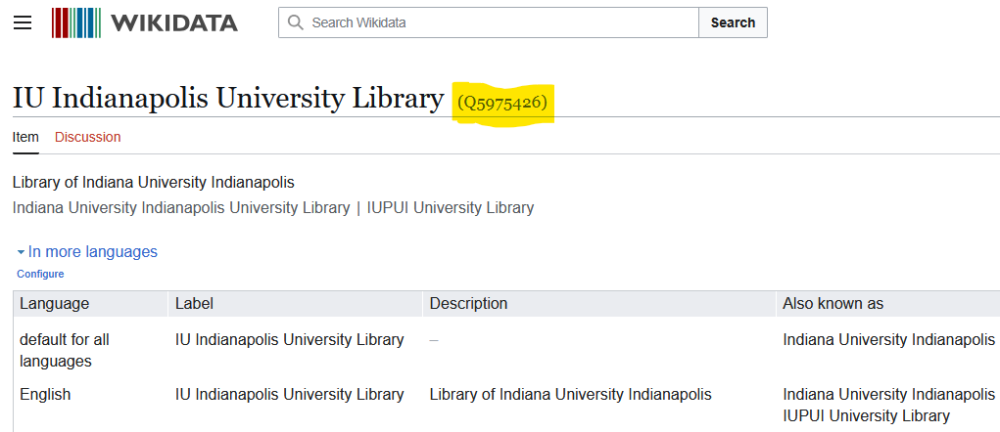 WIKIDATA
Search Wikidata
Search
IU Indianapolis University Library (Q5975426)
Item Discussion
Library of Indiana University Indianapolis
Indiana University Indianapolis University Library | IUPUI University Library
In more languages
Configure
Language Label Description Also known as
default for all languages IU Indianapolis University Library – Indiana University Indianapolis
English IU Indianapolis University Library Library of Indiana University Indianapolis Indiana University Indianapolis
IUPUI University Library